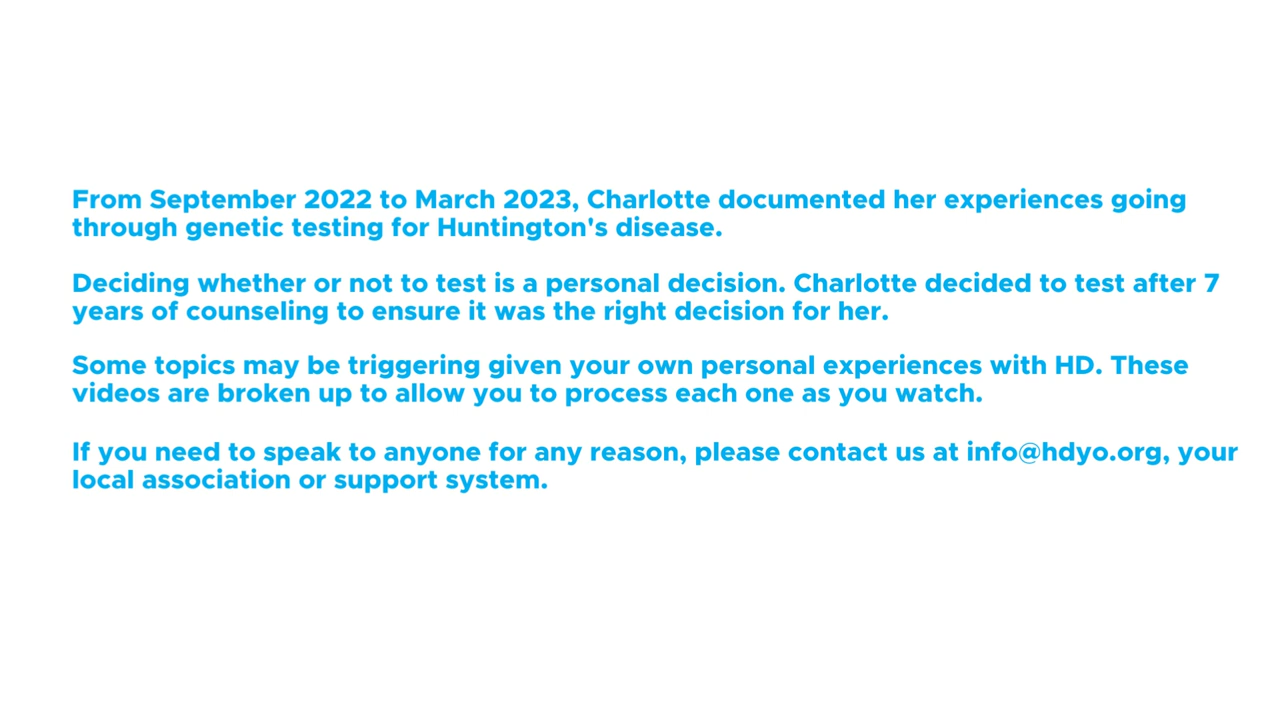 From September 2022 to March 2023, Charlotte documented her experiences going
through genetic testing for Huntington's disease.
Deciding whether or not to test is a personal decision. Charlotte decided to test after 7
years of counseling to ensure it was the right decision for her.
Some topics may be triggering given your own personal experiences with HD. These
videos are broken up to allow you to process each one as you watch.
If you need to speak to anyone for any reason, please contact us at info@hdyo.org, your
local association or support system.